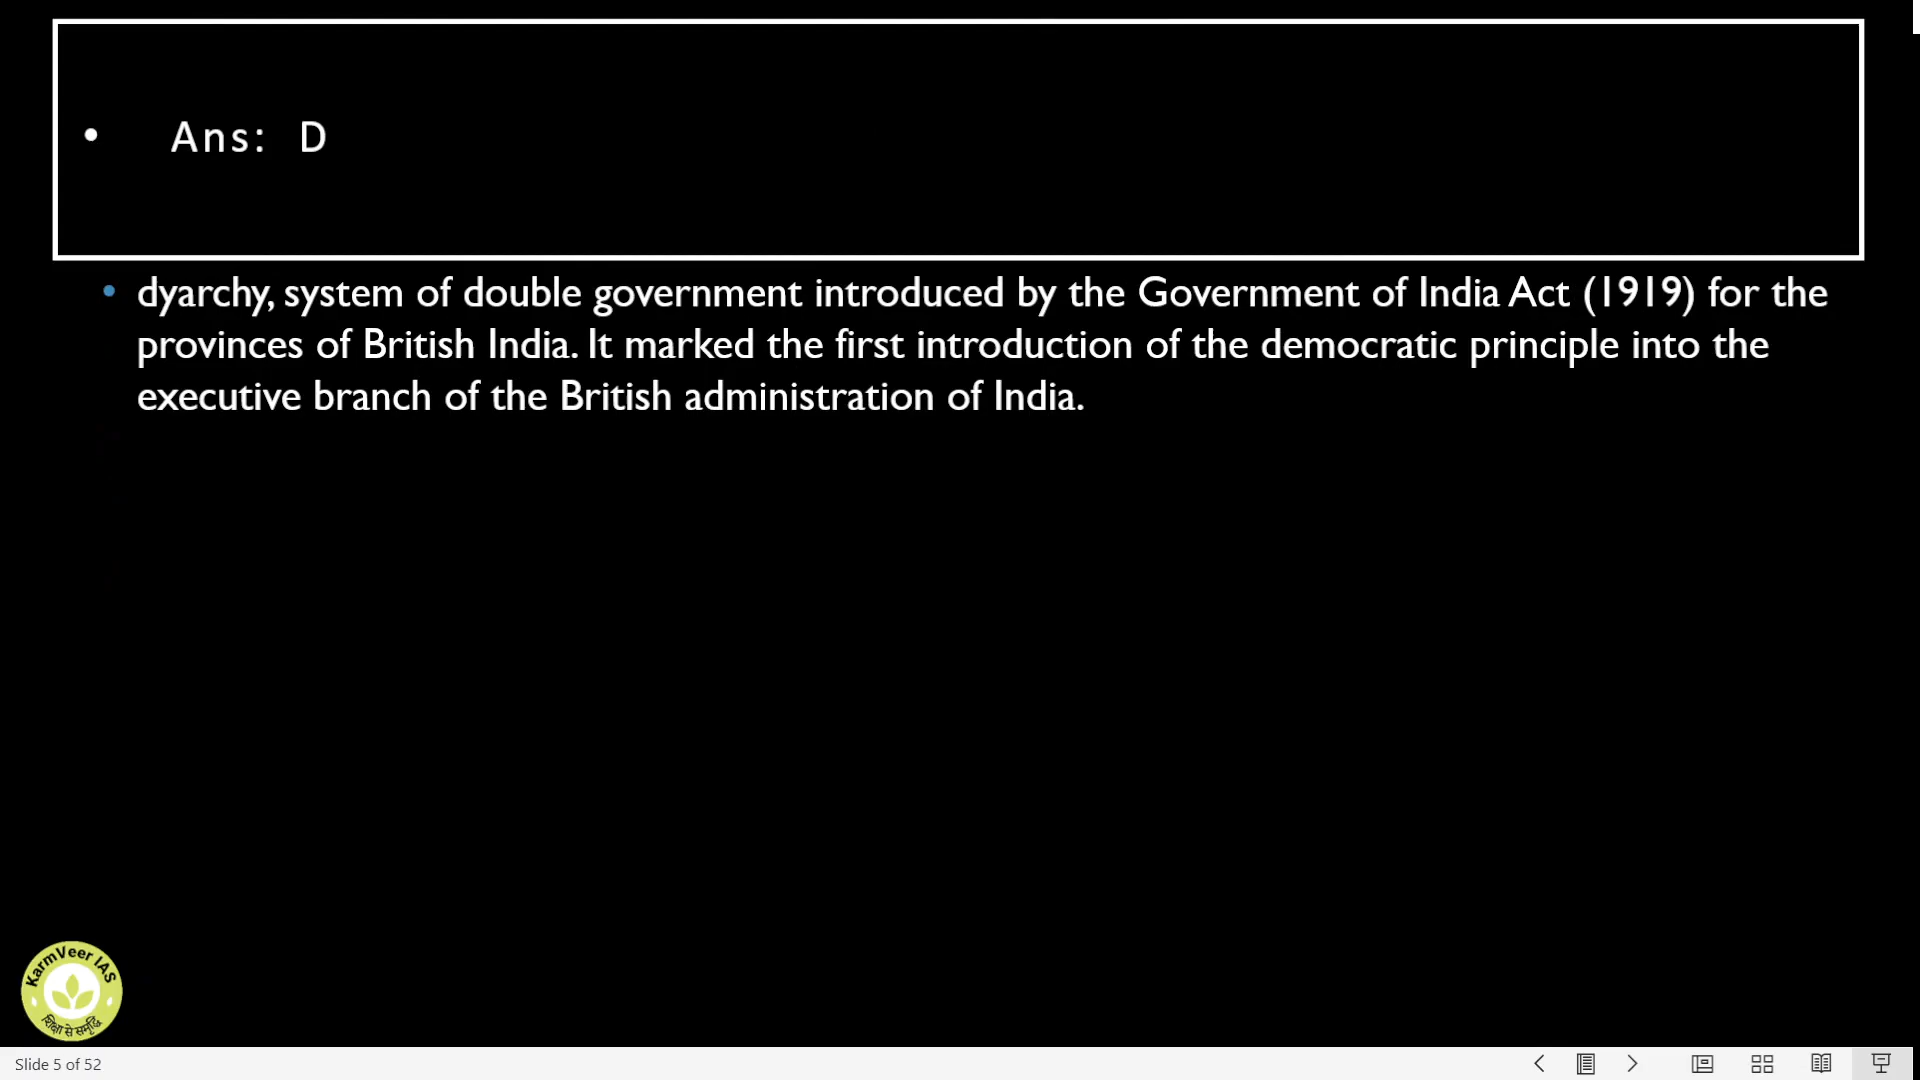 • Ans: D
• dyarchy, system of double government introduced by the Government of India Act (1919) for the
provinces of British India. It marked the first introduction of the democratic principle into the
executive branch of the British administration of India.
KarmVeer IAS
शिक्षा से समृद्धि
Slide 5 of 52